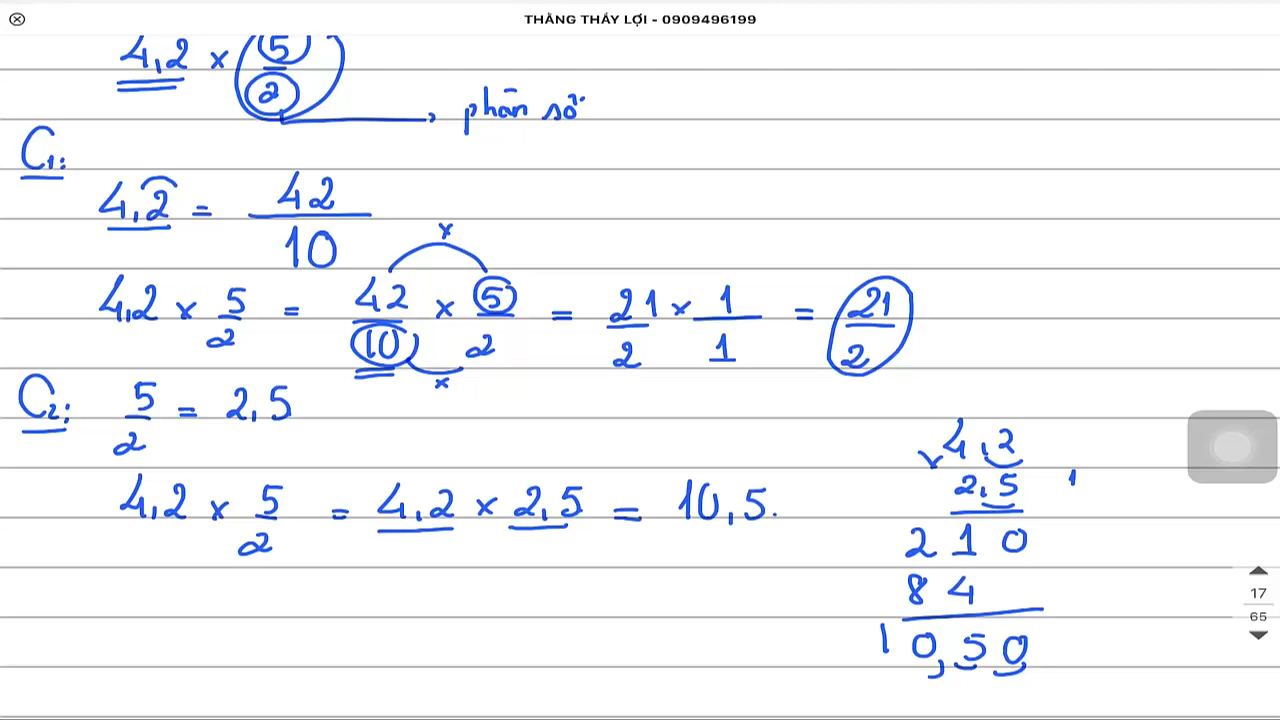 THẦNG THẦY LỢI - 0909496199
4,2 × 5/2 → phân số
C1:
4,2 = 42/10
4,2 × 5/2 = 42/10 × 5/2 = 21/2 × 1/1 = 21/2
×
×
C2: 5/2 = 2,5
4,2 × 5/2 = 4,2 × 2,5 = 10,5.
4,2
× 2,5
1
210
84
10,50
17
65